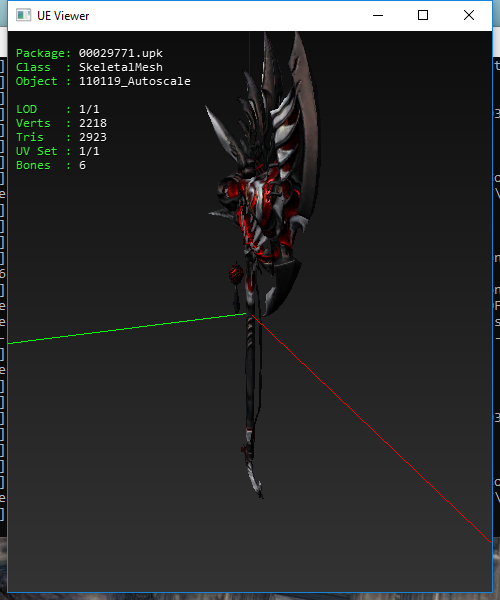 UE Viewer
Package: 00029771.upk
Class  : SkeletalMesh
Object : 110119_Autoscale
LOD    : 1/1
Verts  : 2218
Tris   : 2923
UV Set : 1/1
Bones  : 6